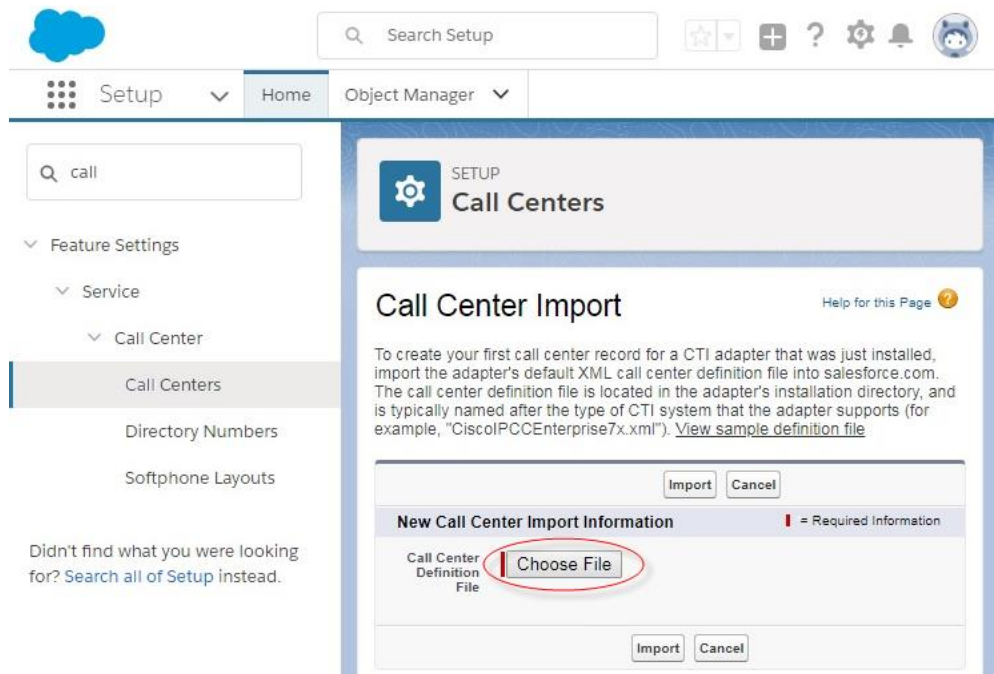 Search Setup
Setup
Home
Object Manager
call
Feature Settings
Service
Call Center
Call Centers
Directory Numbers
Softphone Layouts
Didn't find what you were looking
for? Search all of Setup instead.
SETUP
Call Centers
Call Center Import
Help for this Page
To create your first call center record for a CTI adapter that was just installed,
import the adapter's default XML call center definition file into salesforce.com.
The call center definition file is located in the adapter's installation directory, and
is typically named after the type of CTI system that the adapter supports (for
example, "CiscoIPCCEnterprise7x.xml"). View sample definition file
Import Cancel
New Call Center Import Information
= Required Information
Call Center
Definition
File
Choose File
Import Cancel